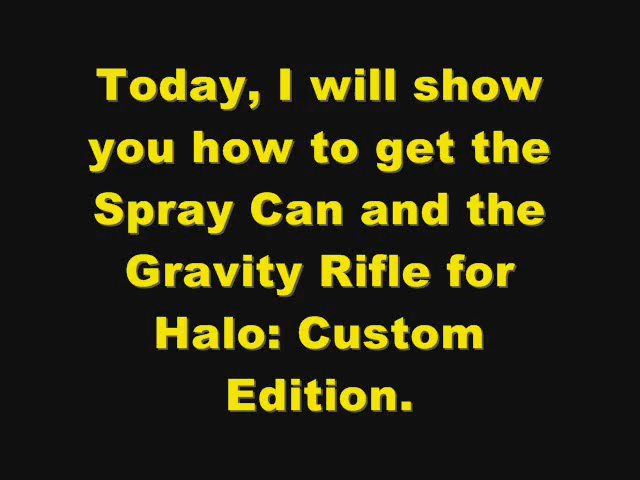 Today, I will show
you how to get the
Spray Can and the
Gravity Rifle for
Halo: Custom
Edition.